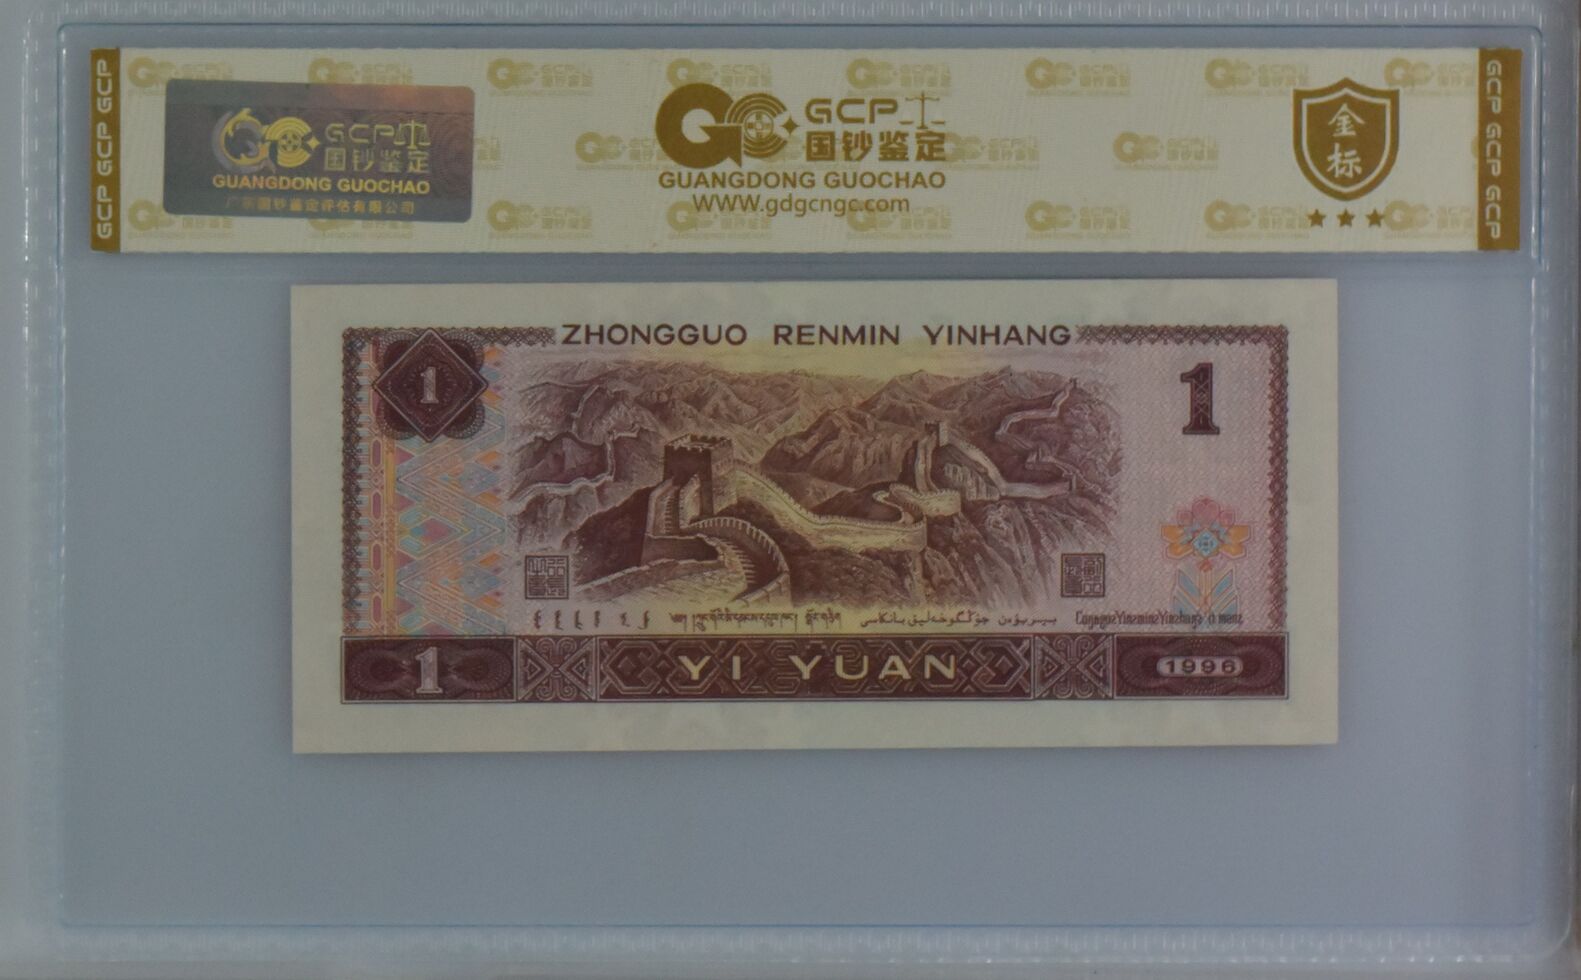 GCP GCP GCP
GCP
国钞鉴定
GUANGDONG GUOCHAO
广东国钞鉴定评估有限公司
GCP
国钞鉴定
GUANGDONG GUOCHAO
WWW.gdgcngc.com
金标
GCP GCP GCP
ZHONGGUO RENMIN YINHANG
1
1
1
YI YUAN
1996